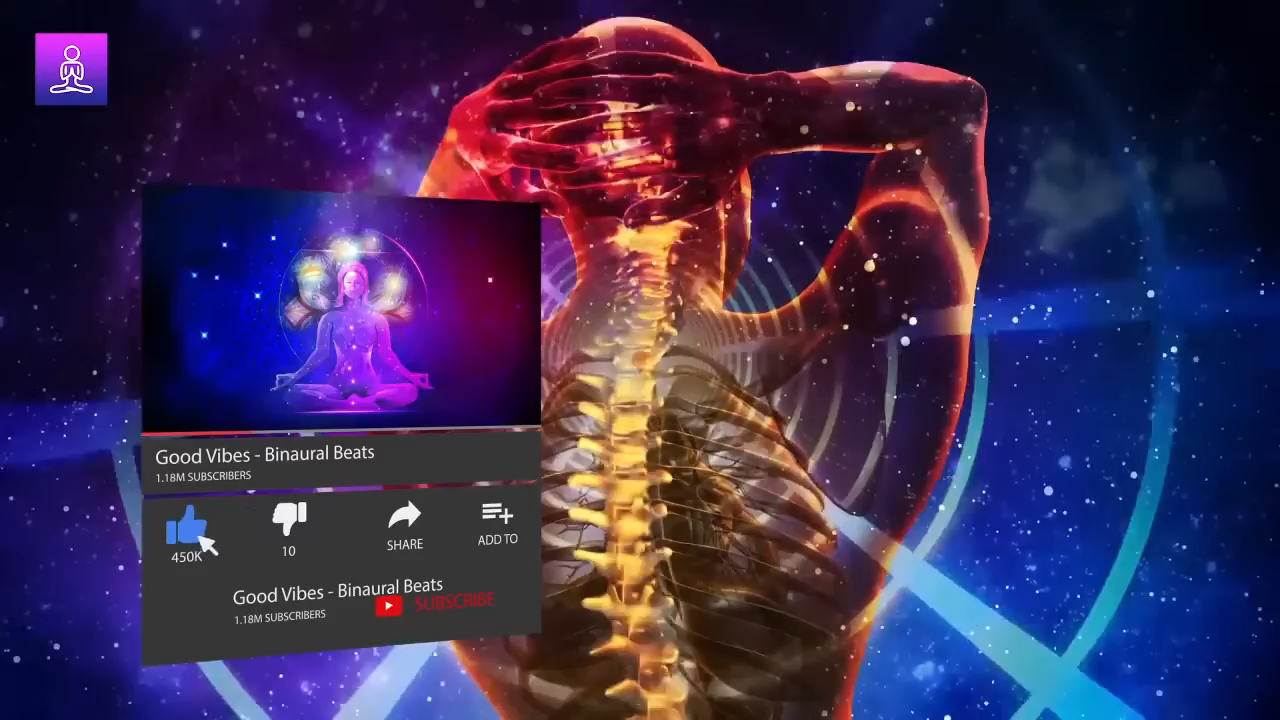 Good Vibes - Binaural Beats
1.18M SUBSCRIBERS
450K
10
SHARE
ADD TO
Good Vibes - Binaural Beats
1.18M SUBSCRIBERS
SUBSCRIBE